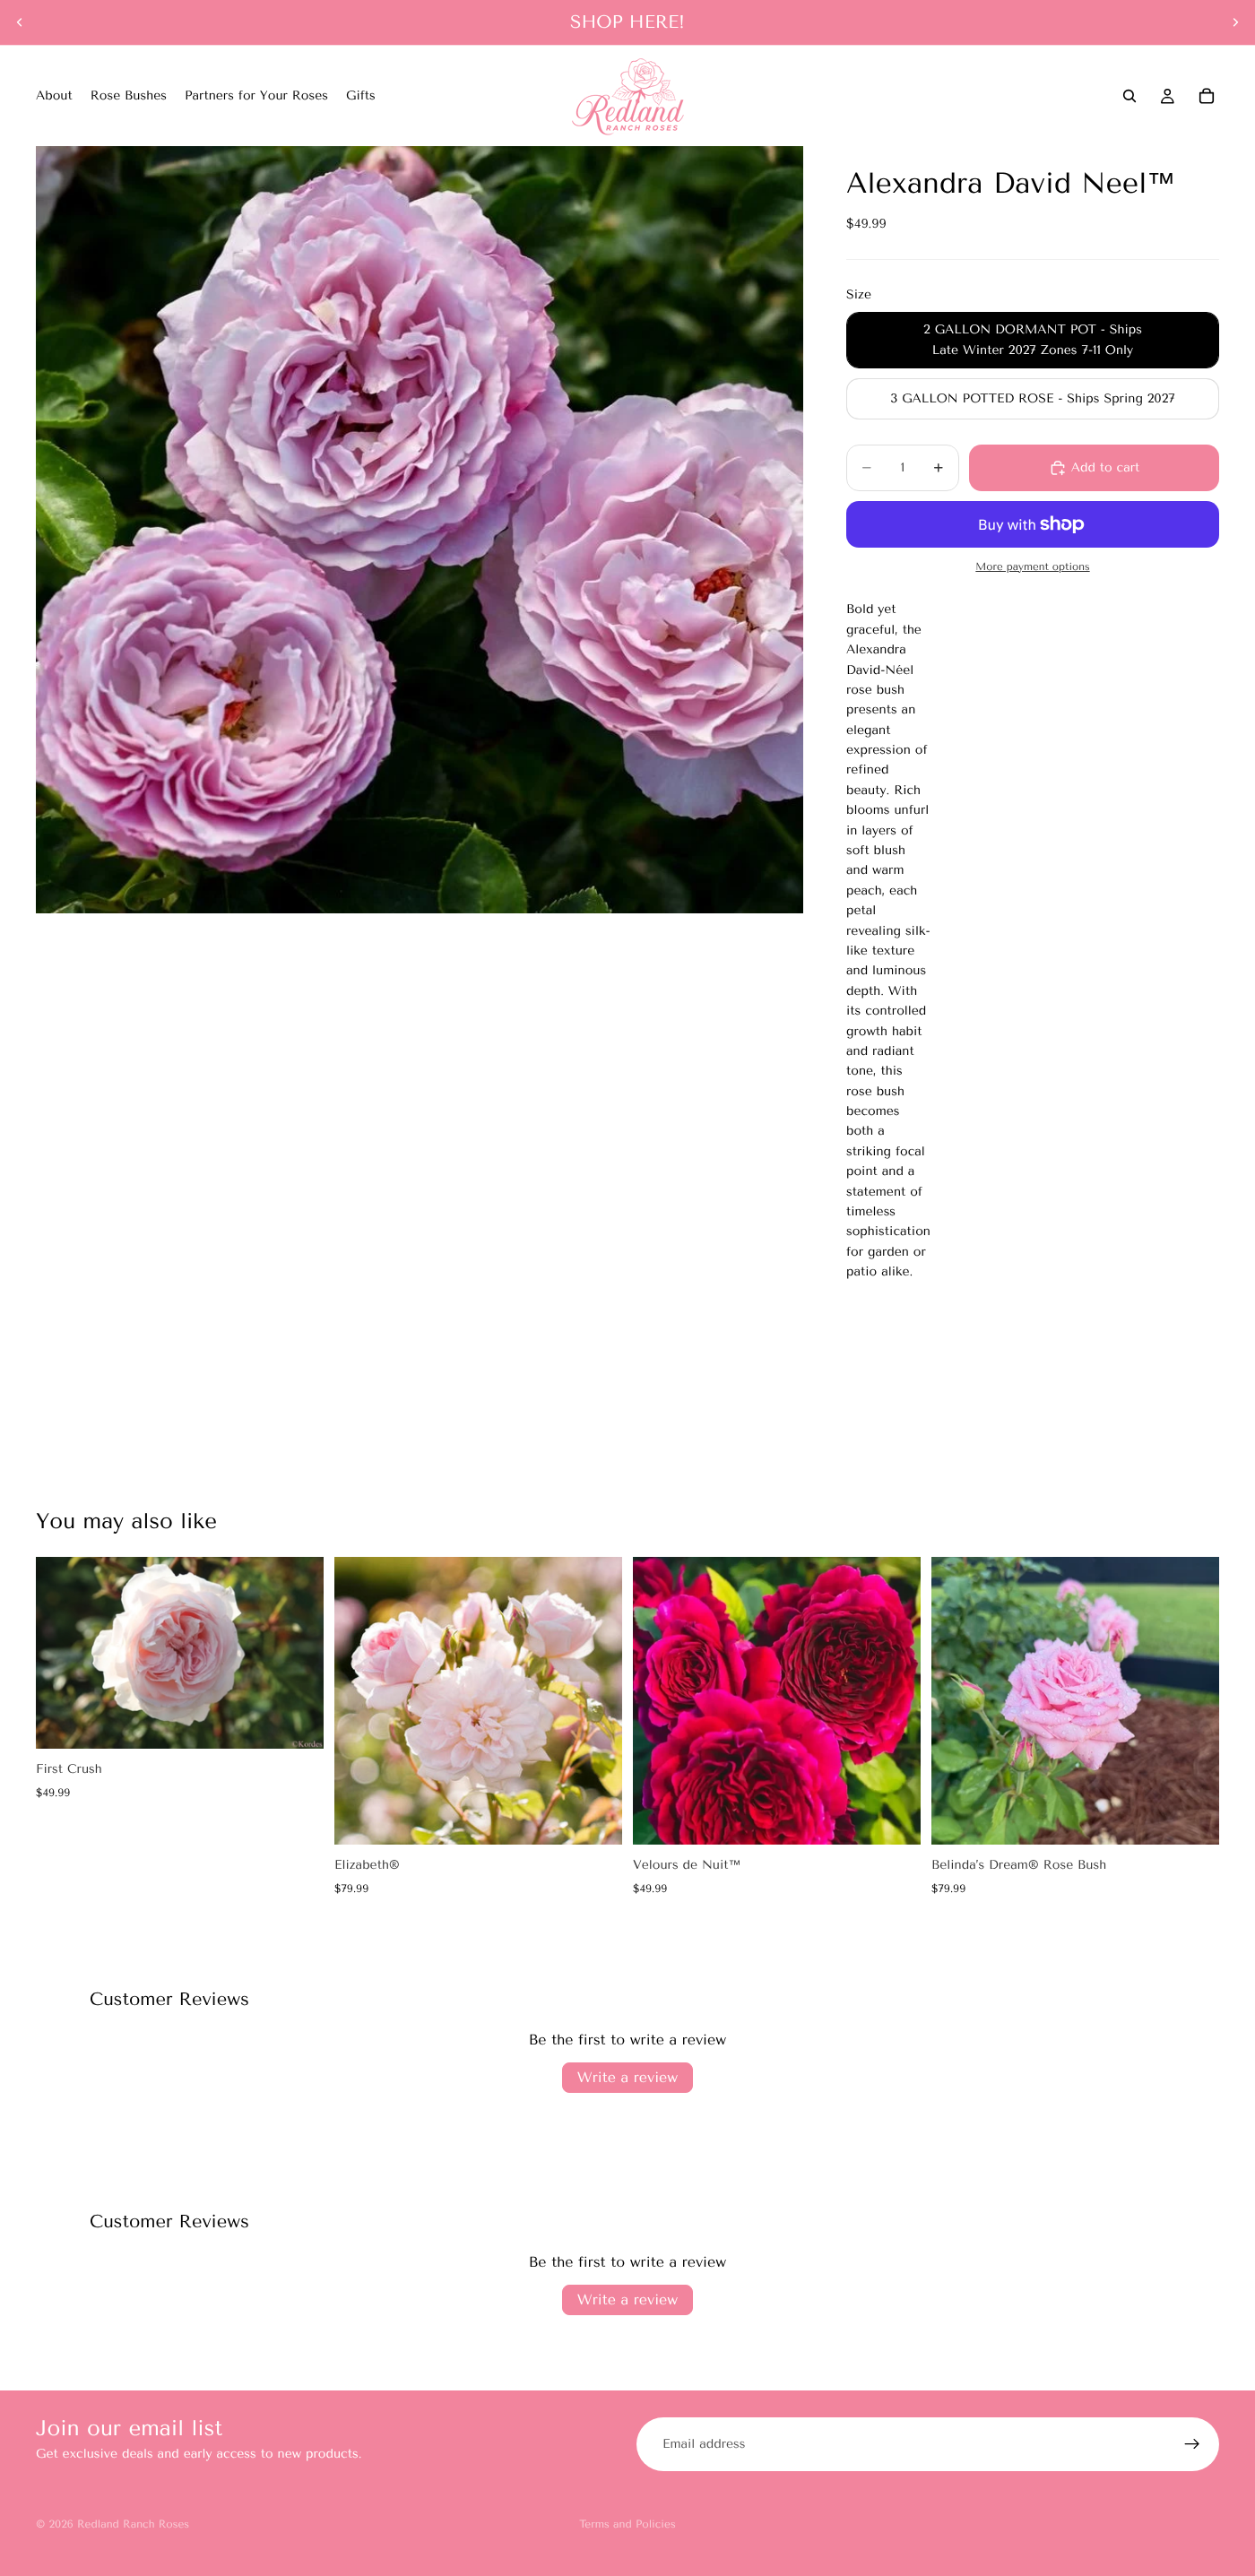 SHOP HERE!
About
Rose Bushes
Partners for Your Roses
Gifts
Redland
RANCH ROSES
Alexandra David Neel™
$49.99
Size
2 GALLON DORMANT POT - Ships
Late Winter 2027 Zones 7-11 Only
3 GALLON POTTED ROSE - Ships Spring 2027
1
Add to cart
Buy with shop
More payment options
Bold yet
graceful, the
Alexandra
David-Néel
rose bush
presents an
elegant
expression of
refined
beauty. Rich
blooms unfurl
in layers of
soft blush
and warm
peach, each
petal
revealing silk-
like texture
and luminous
depth. With
its controlled
growth habit
and radiant
tone, this
rose bush
becomes
both a
striking focal
point and a
statement of
timeless
sophistication
for garden or
patio alike.
You may also like
©Kordes
First Crush
$49.99
Elizabeth®
$79.99
Velours de Nuit™
$49.99
Belinda's Dream® Rose Bush
$79.99
Customer Reviews
Be the first to write a review
Write a review
Customer Reviews
Be the first to write a review
Write a review
Join our email list
Get exclusive deals and early access to new products.
Email address
© 2026 Redland Ranch Roses
Terms and Policies